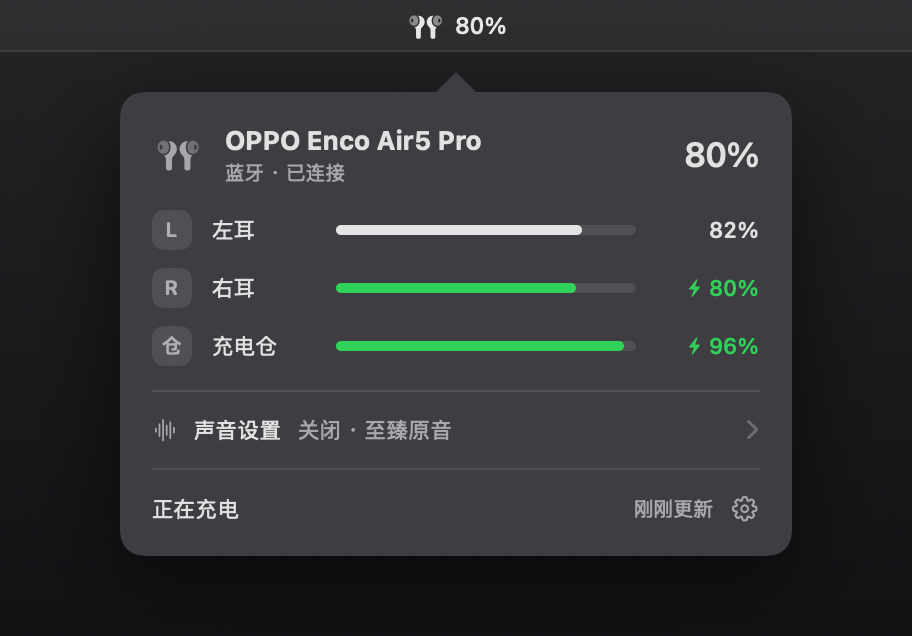 80%
OPPO Enco Air5 Pro
蓝牙 · 已连接
80%
L 左耳 82%
R 右耳 80%
仓 充电仓 96%
声音设置 关闭 · 至臻原音
正在充电 刚刚更新